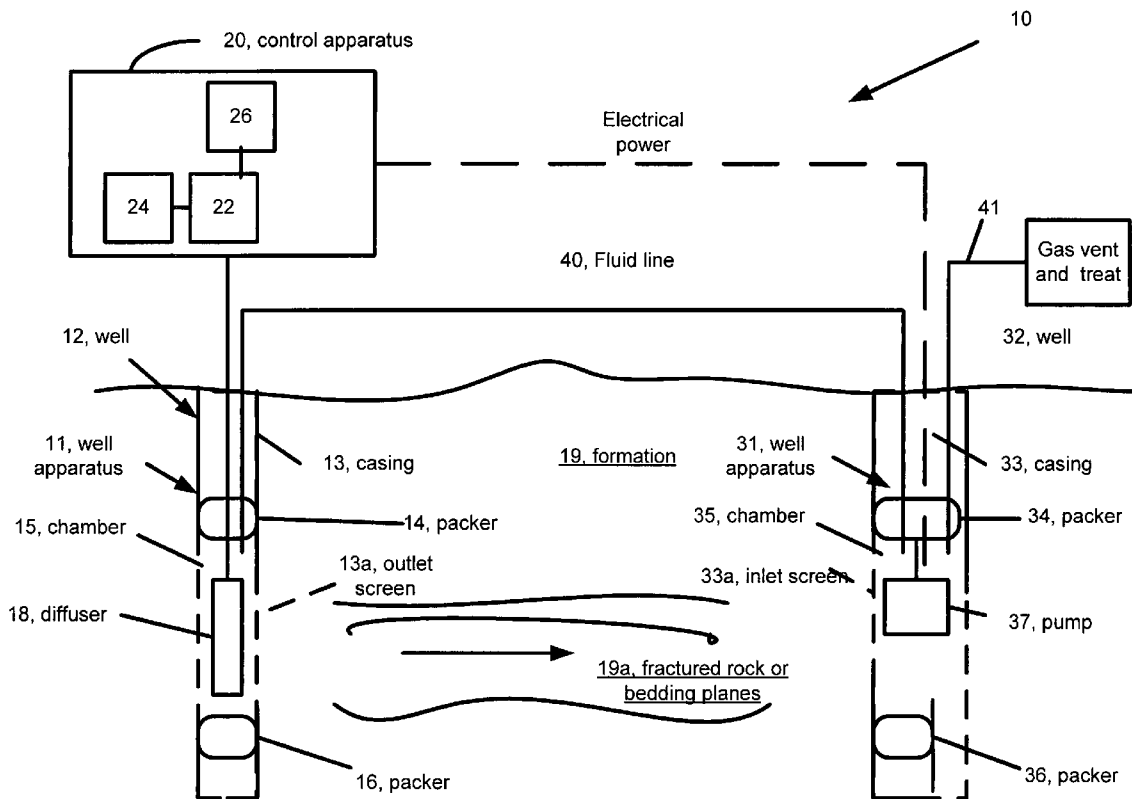 10
20, control apparatus
26
Electrical
power
24
22
41
Gas vent
and treat
40, Fluid line
12, well
32, well
11, well
apparatus
13, casing
19, formation
31, well
apparatus
33, casing
15, chamber
14, packer
35, chamber
34, packer
13a, outlet
screen
33a, inlet screen
18, diffuser
37, pump
19a, fractured rock or
bedding planes
16, packer
36, packer